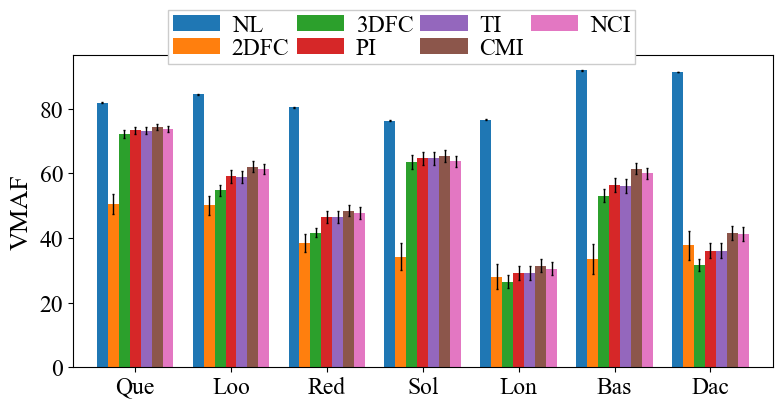 NL 3DFC TI NCI
2DFC PI CMI
VMAF
80
60
40
20
0
Que Loo Red Sol Lon Bas Dac